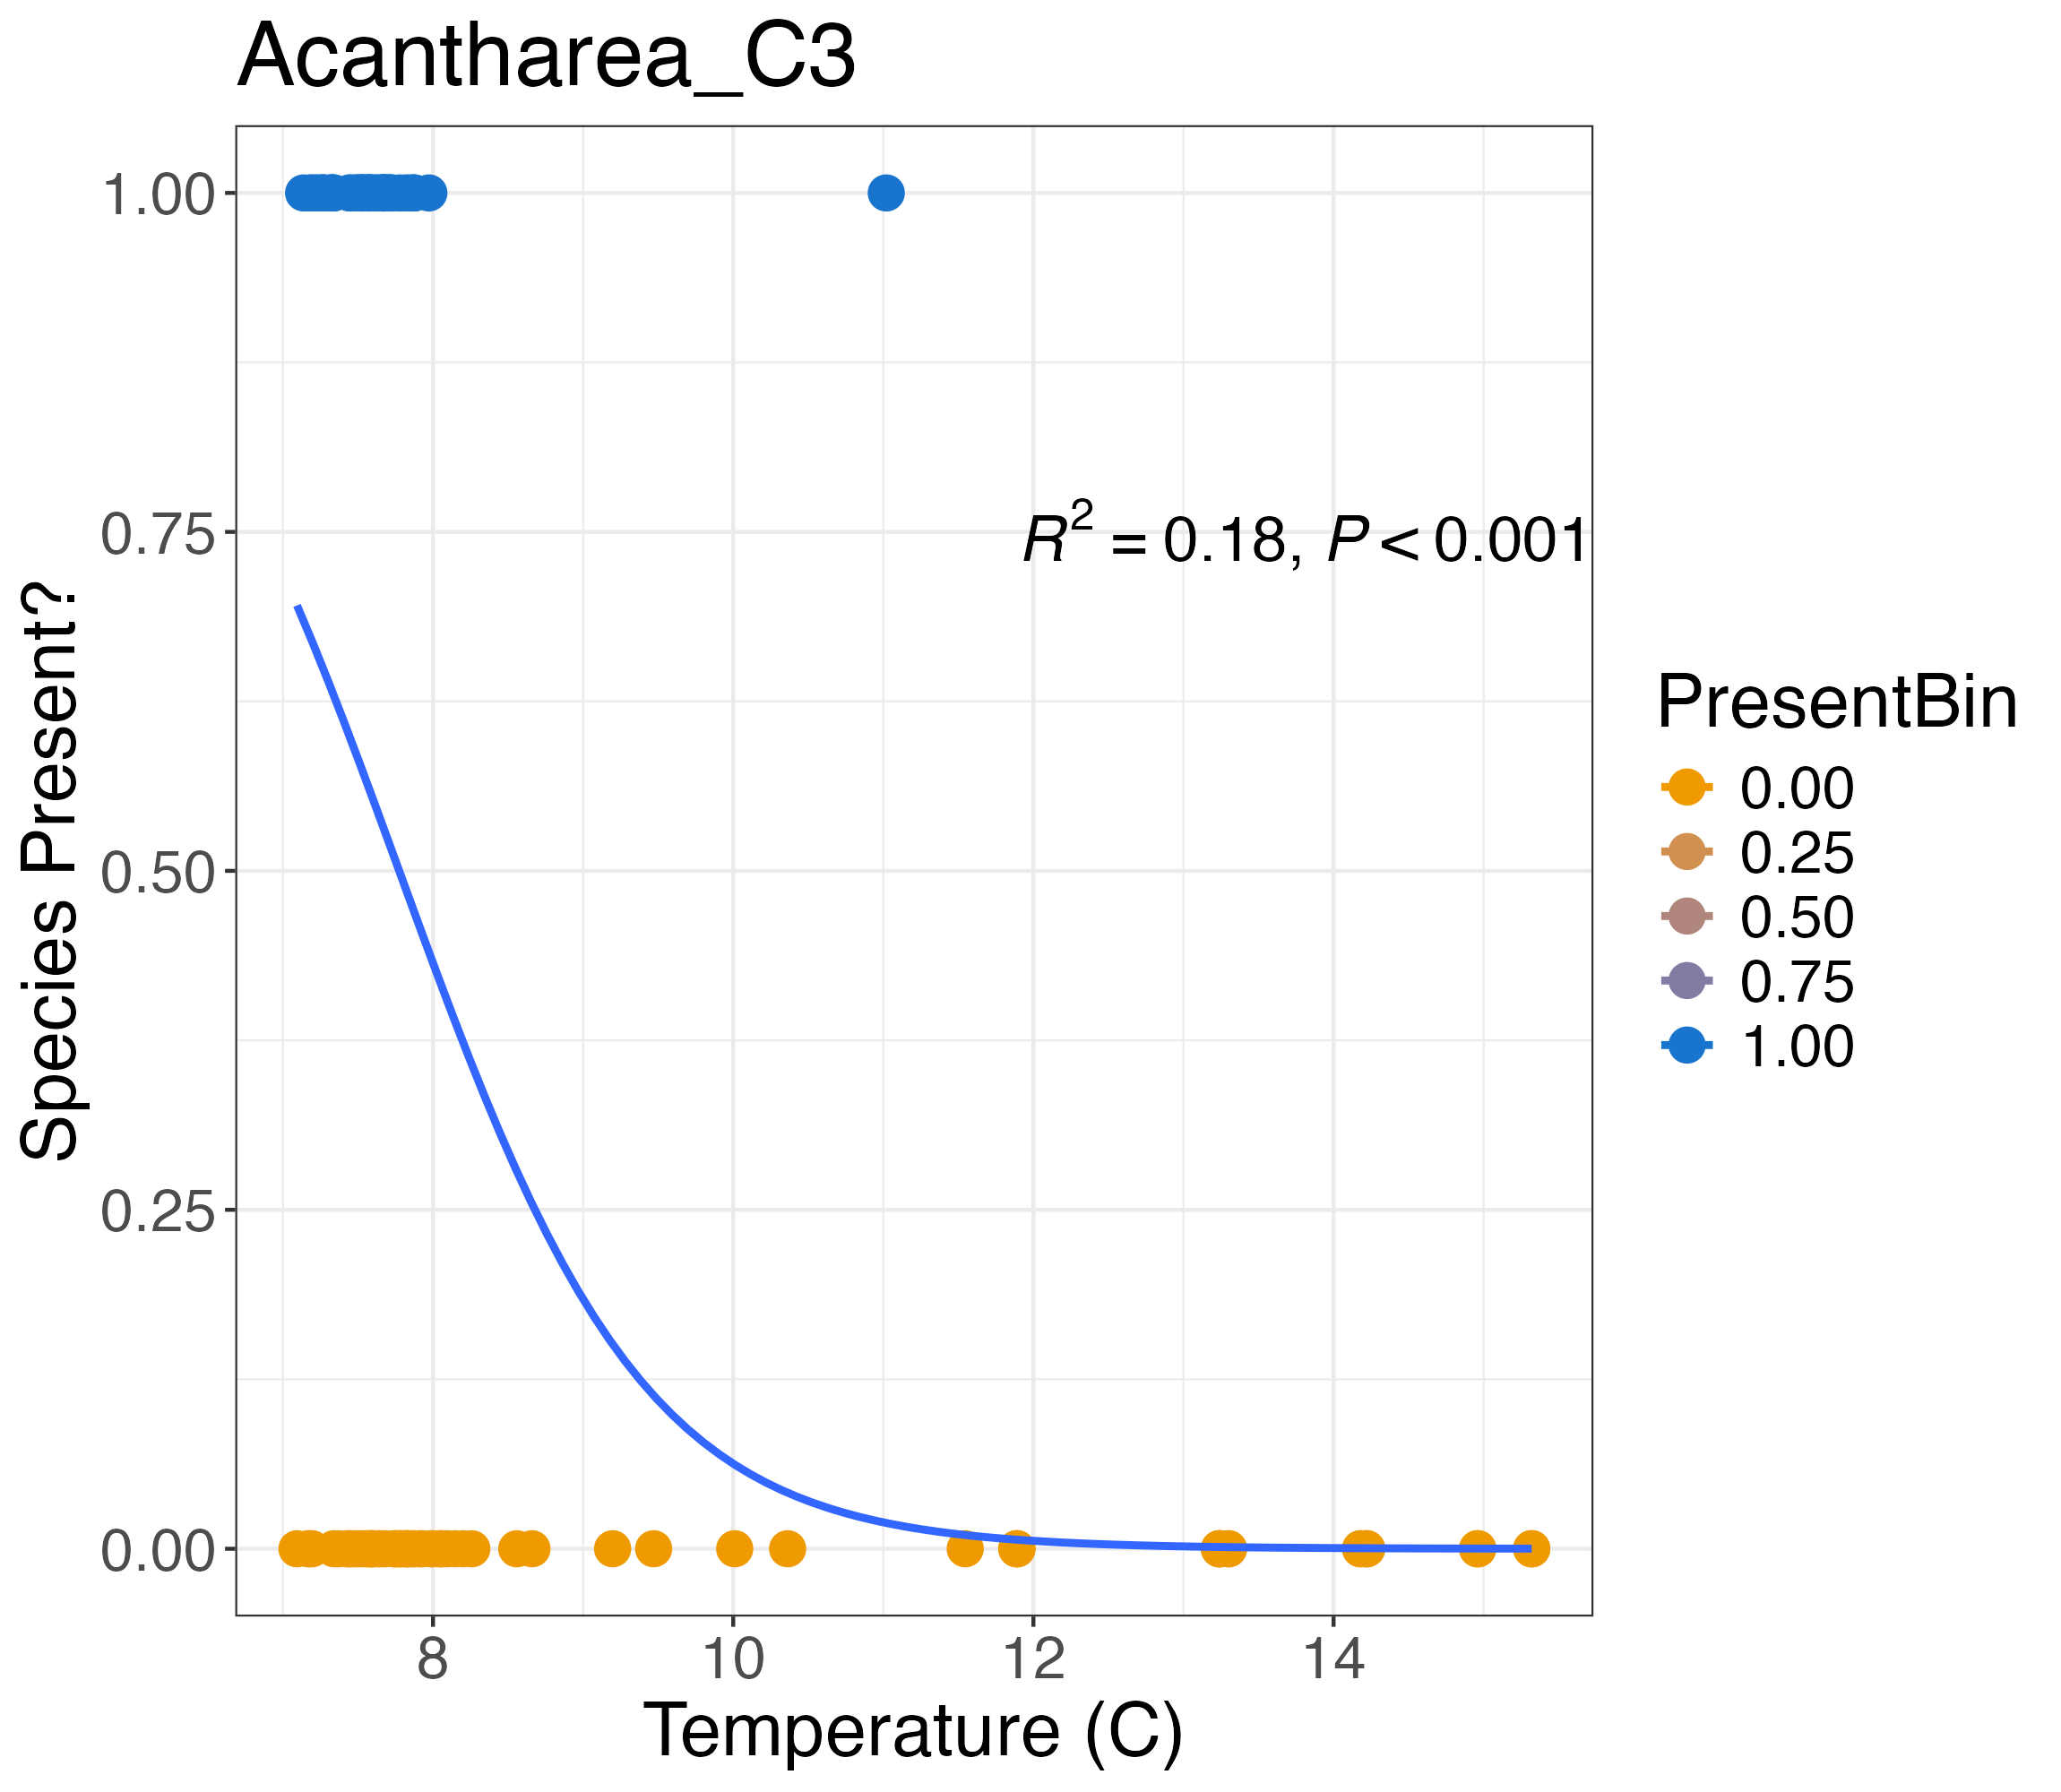 Acantharea_C3
1.00
0.75
0.50
0.25
0.00
Species Present?
R² = 0.18, P < 0.001
8 10 12 14
Temperature (C)
PresentBin
0.00
0.25
0.50
0.75
1.00